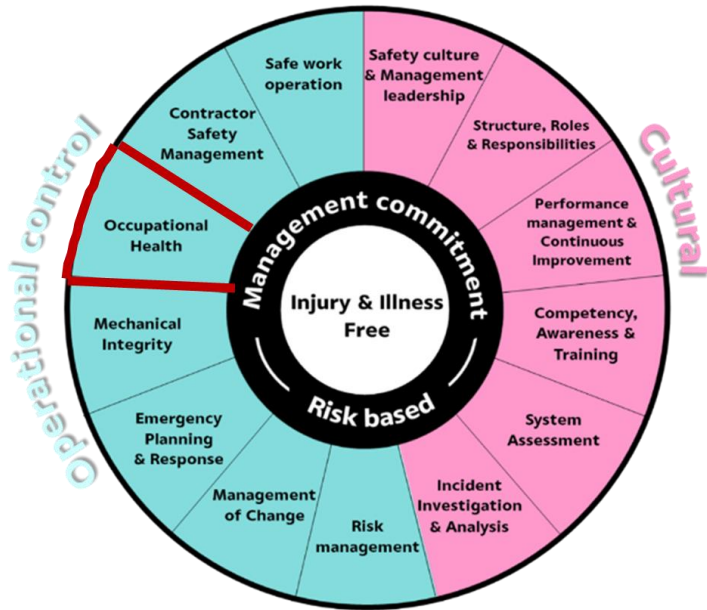 Safe work
operation
Safety culture
& Management
leadership
Structure, Roles
& Responsibilities
Performance
management &
Continuous
Improvement
Competency,
Awareness &
Training
System
Assessment
Incident
Investigation
& Analysis
Risk
management
Management
of Change
Emergency
Planning
& Response
Mechanical
Integrity
Occupational
Health
Contractor
Safety
Management
Operational control
Cultural
Management commitment
Injury & Illness
Free
Risk based